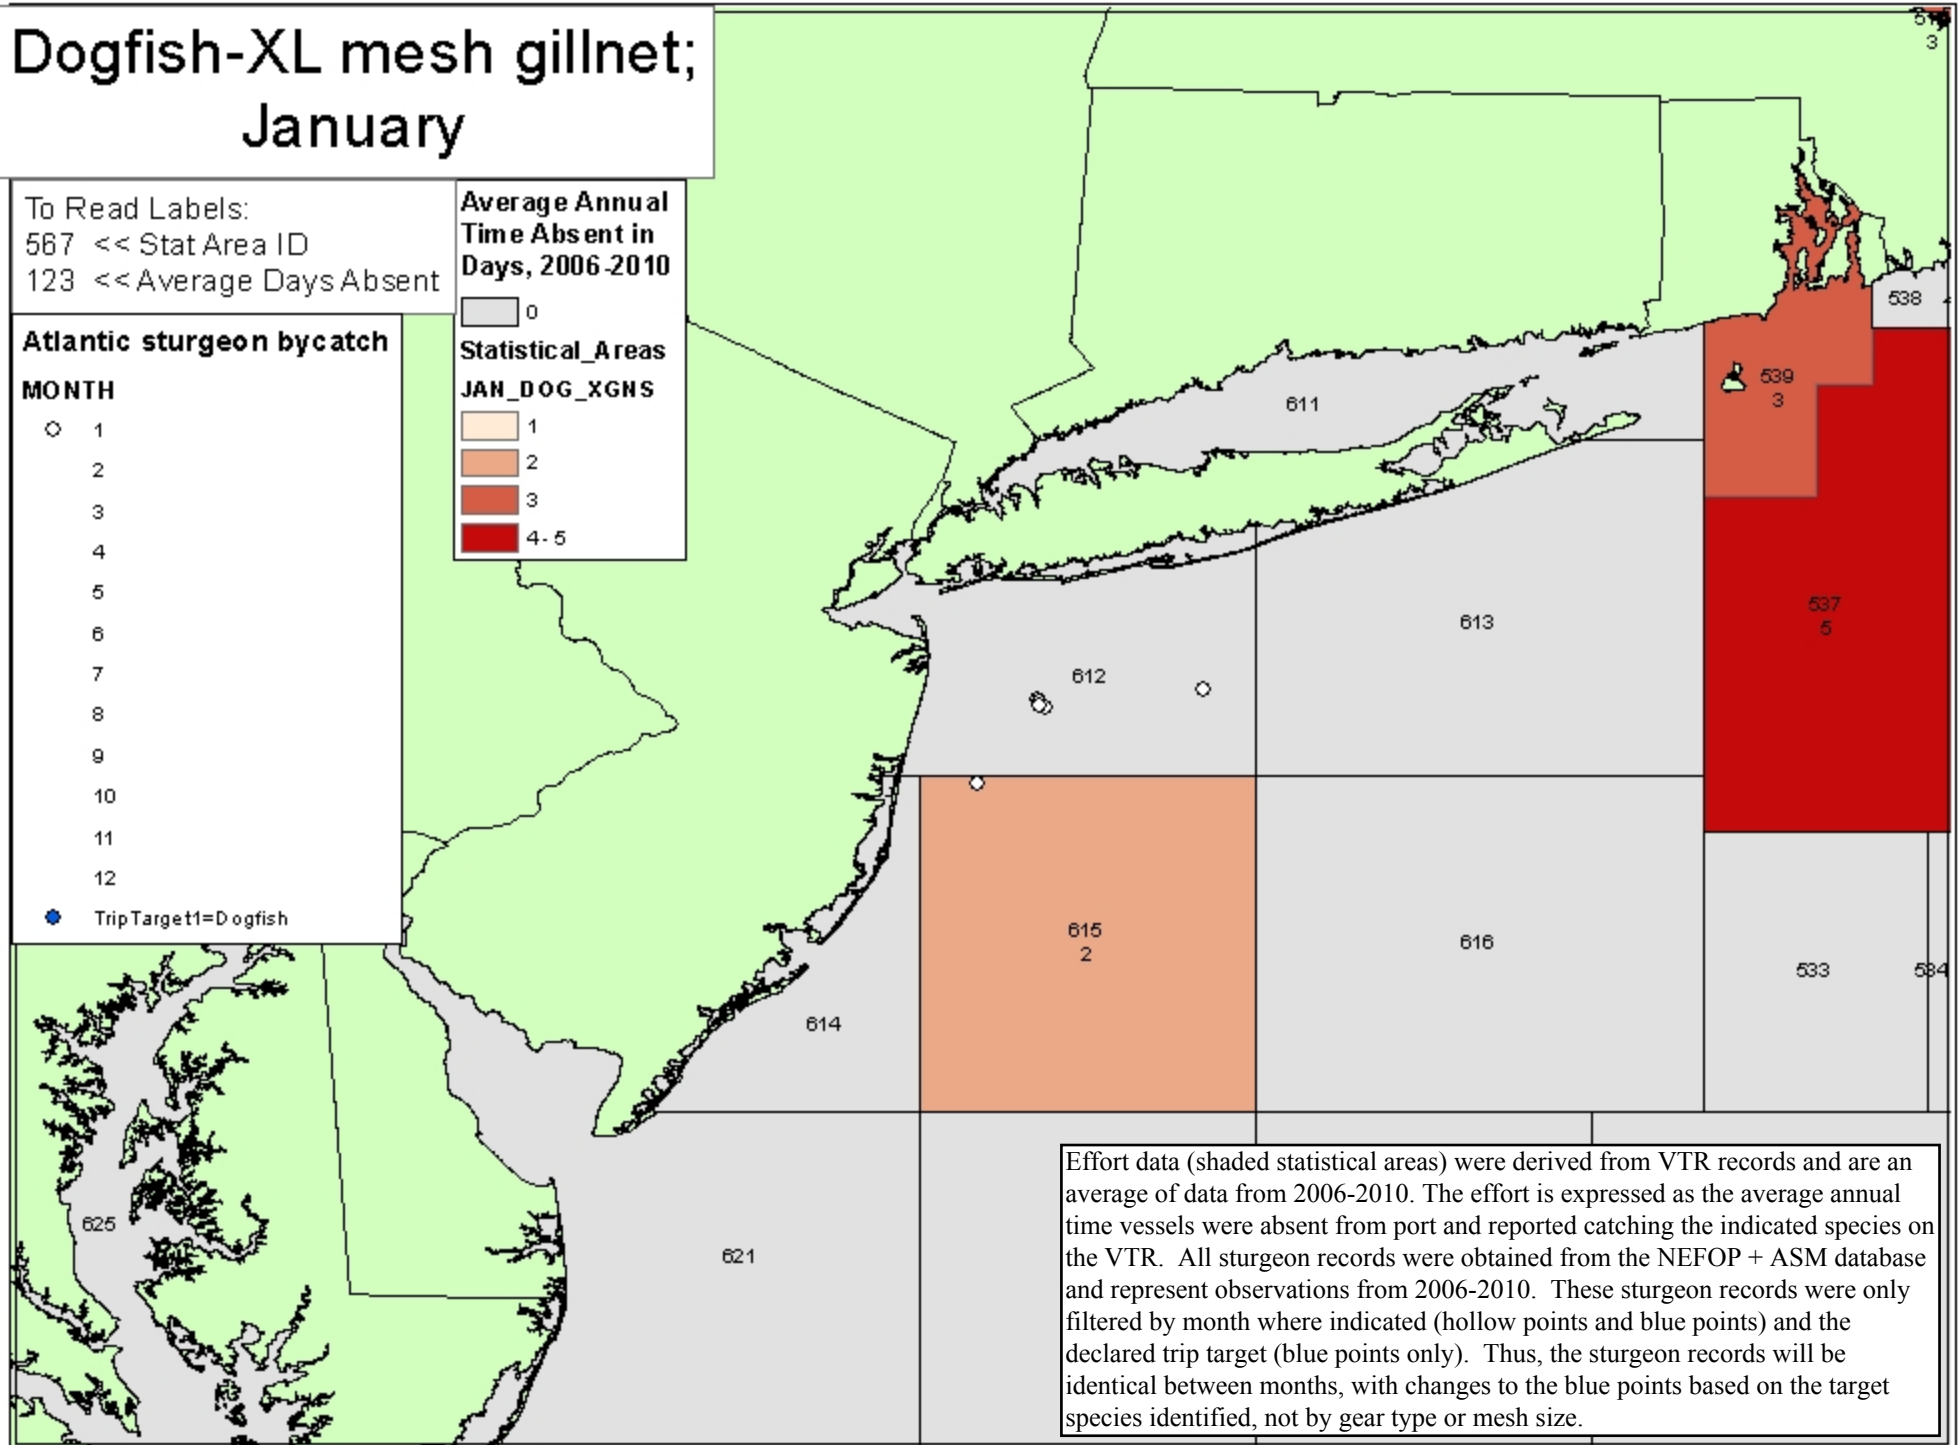 Dogfish-XL mesh gillnet;
January
To Read Labels:
567 << Stat Area ID
123 << Average Days Absent
Average Annual
Time Absent in
Days, 2006-2010
0
Statistical_Areas
JAN_DOG_XGNS
1
2
3
4-5
Atlantic sturgeon bycatch
MONTH
1
2
3
4
5
6
7
8
9
10
11
12
TripTarget1=Dogfish
3
538
539
3
611
537
5
613
612
615
2
616
533
534
614
625
621
Effort data (shaded statistical areas) were derived from VTR records and are an
average of data from 2006-2010. The effort is expressed as the average annual
time vessels were absent from port and reported catching the indicated species on
the VTR.  All sturgeon records were obtained from the NEFOP + ASM database
and represent observations from 2006-2010.  These sturgeon records were only
filtered by month where indicated (hollow points and blue points) and the
declared trip target (blue points only).  Thus, the sturgeon records will be
identical between months, with changes to the blue points based on the target
species identified, not by gear type or mesh size.